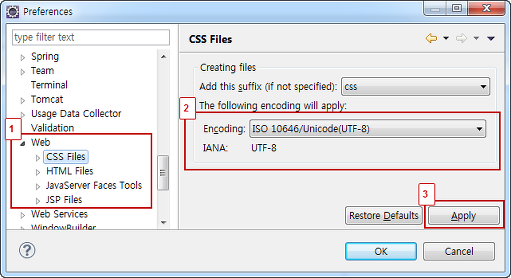 Preferences
type filter text
CSS Files
Spring
Team
Terminal
Tomcat
Usage Data Collector
Validation
1
Web
CSS Files
HTML Files
JavaServer Faces Tools
JSP Files
Web Services
WindowBuilder
Creating files
Add this suffix (if not specified): css
The following encoding will apply:
2
Encoding: ISO 10646/Unicode(UTF-8)
IANA: UTF-8
3
Restore Defaults Apply
? OK Cancel